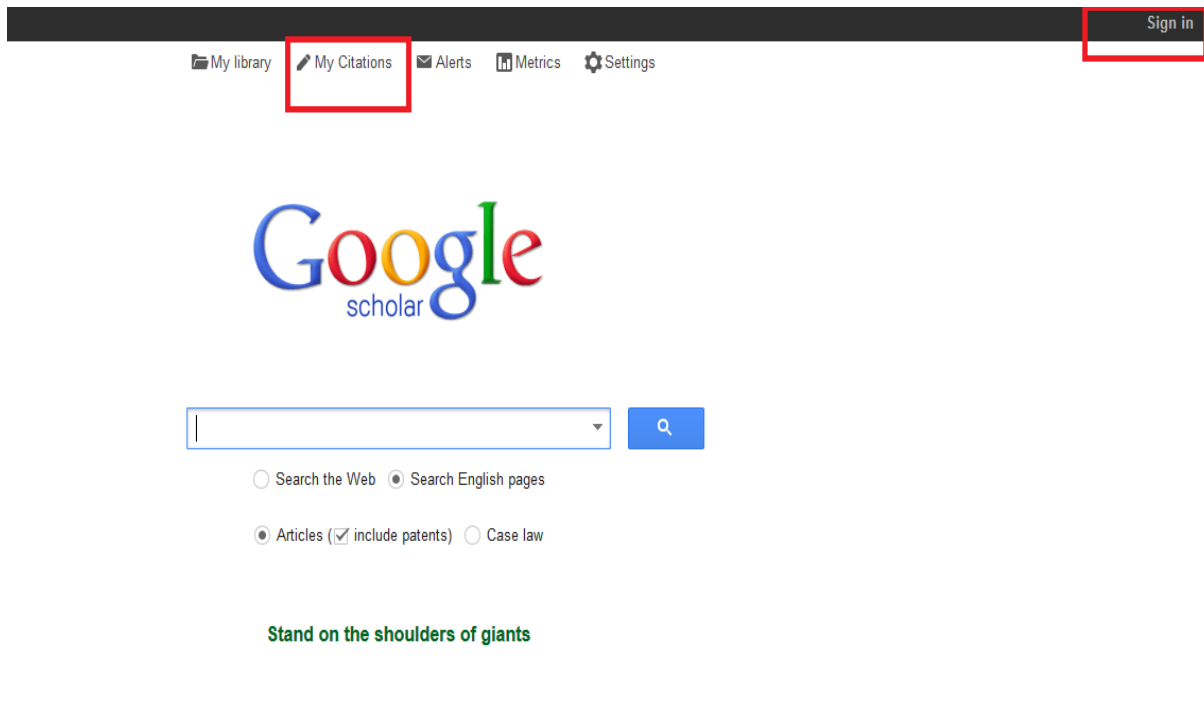 Sign in
My library My Citations Alerts Metrics Settings
Google
scholar
Search the Web Search English pages
Articles ( include patents) Case law
Stand on the shoulders of giants